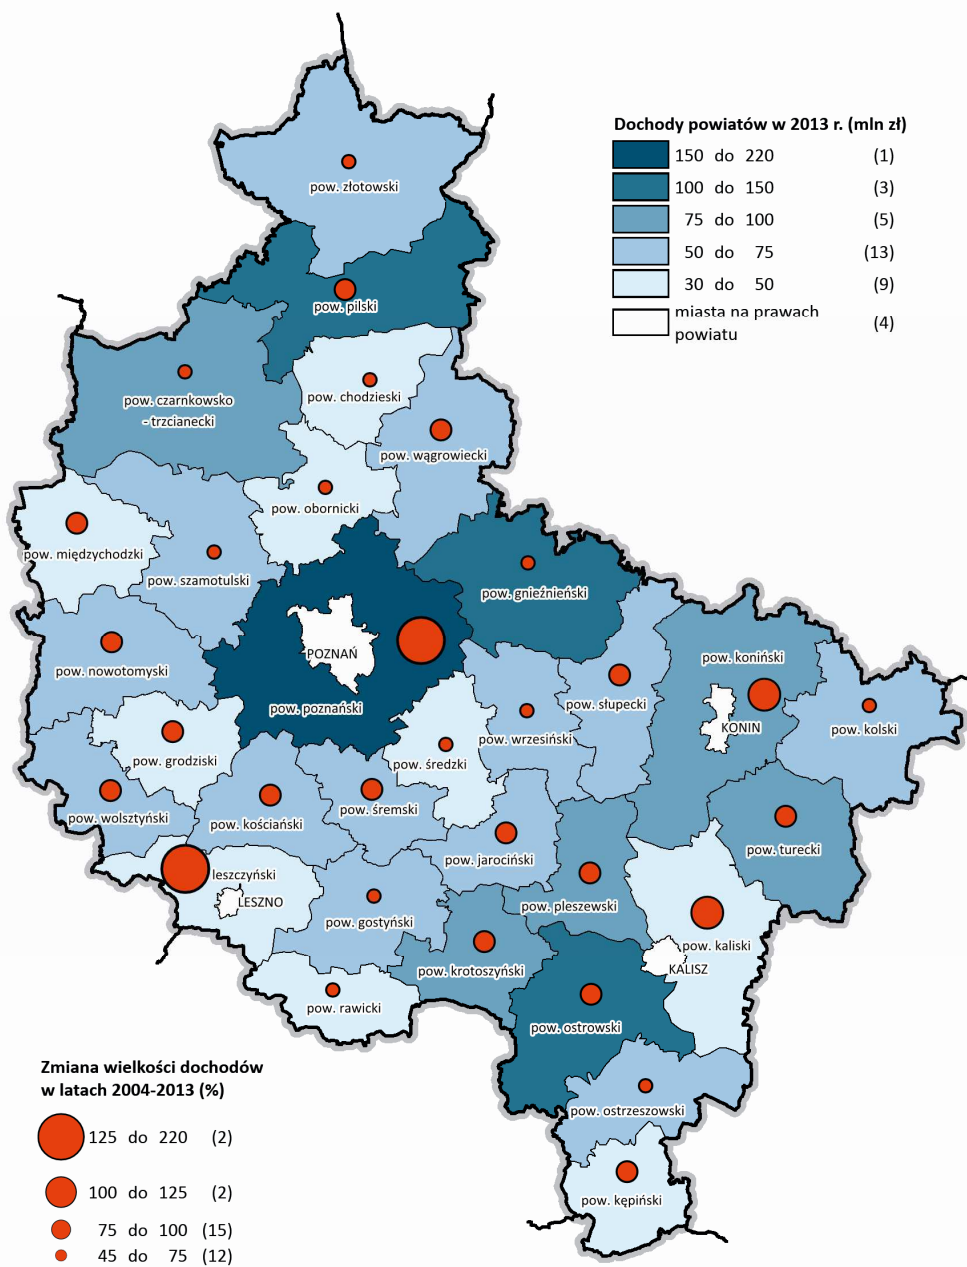 Dochody powiatów w 2013 r. (mln zł)
150 do 220 (1)
100 do 150 (3)
75 do 100 (5)
50 do 75 (13)
30 do 50 (9)
miasta na prawach
powiatu (4)
pow. złotowski
pow. pilski
pow. czarnkowsko
- trzcianecki
pow. chodzieski
pow. wągrowiecki
pow. obornicki
pow. międzychodzki
pow. szamotulski
pow. gnieźnieński
POZNAŃ
pow. nowotomyski
pow. poznański
pow. koniński
pow. słupecki
KONIN
pow. kolski
pow. wrzesiński
pow. grodziski
pow. średzki
pow. wolsztyński
pow. kościański
pow. śremski
pow. jarociński
pow. turecki
leszczyński
LESZNO
pow. pleszewski
pow. gostyński
pow. kaliski
KALISZ
pow. krotoszyński
pow. rawicki
pow. ostrowski
pow. ostrzeszowski
pow. kępiński
Zmiana wielkości dochodów
w latach 2004-2013 (%)
125 do 220 (2)
100 do 125 (2)
75 do 100 (15)
45 do 75 (12)